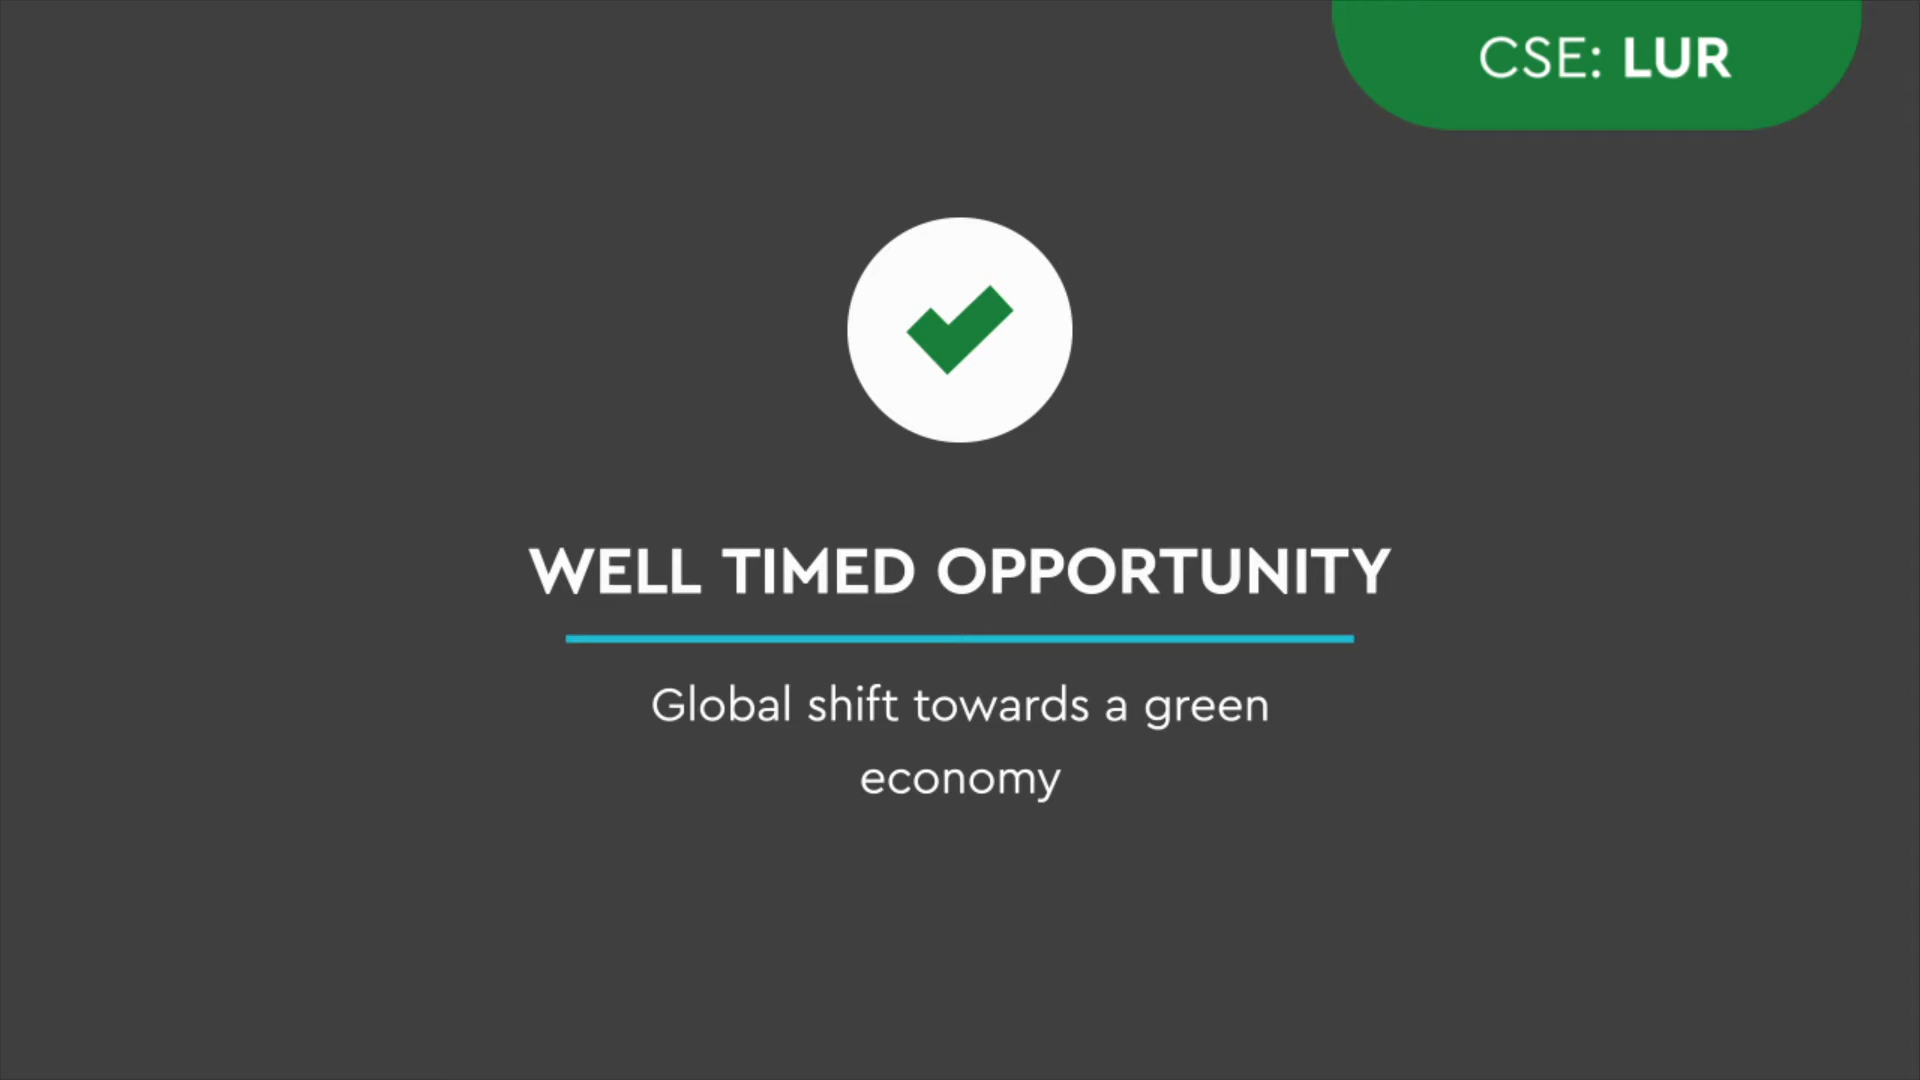 CSE: LUR
WELL TIMED OPPORTUNITY
Global shift towards a green
economy